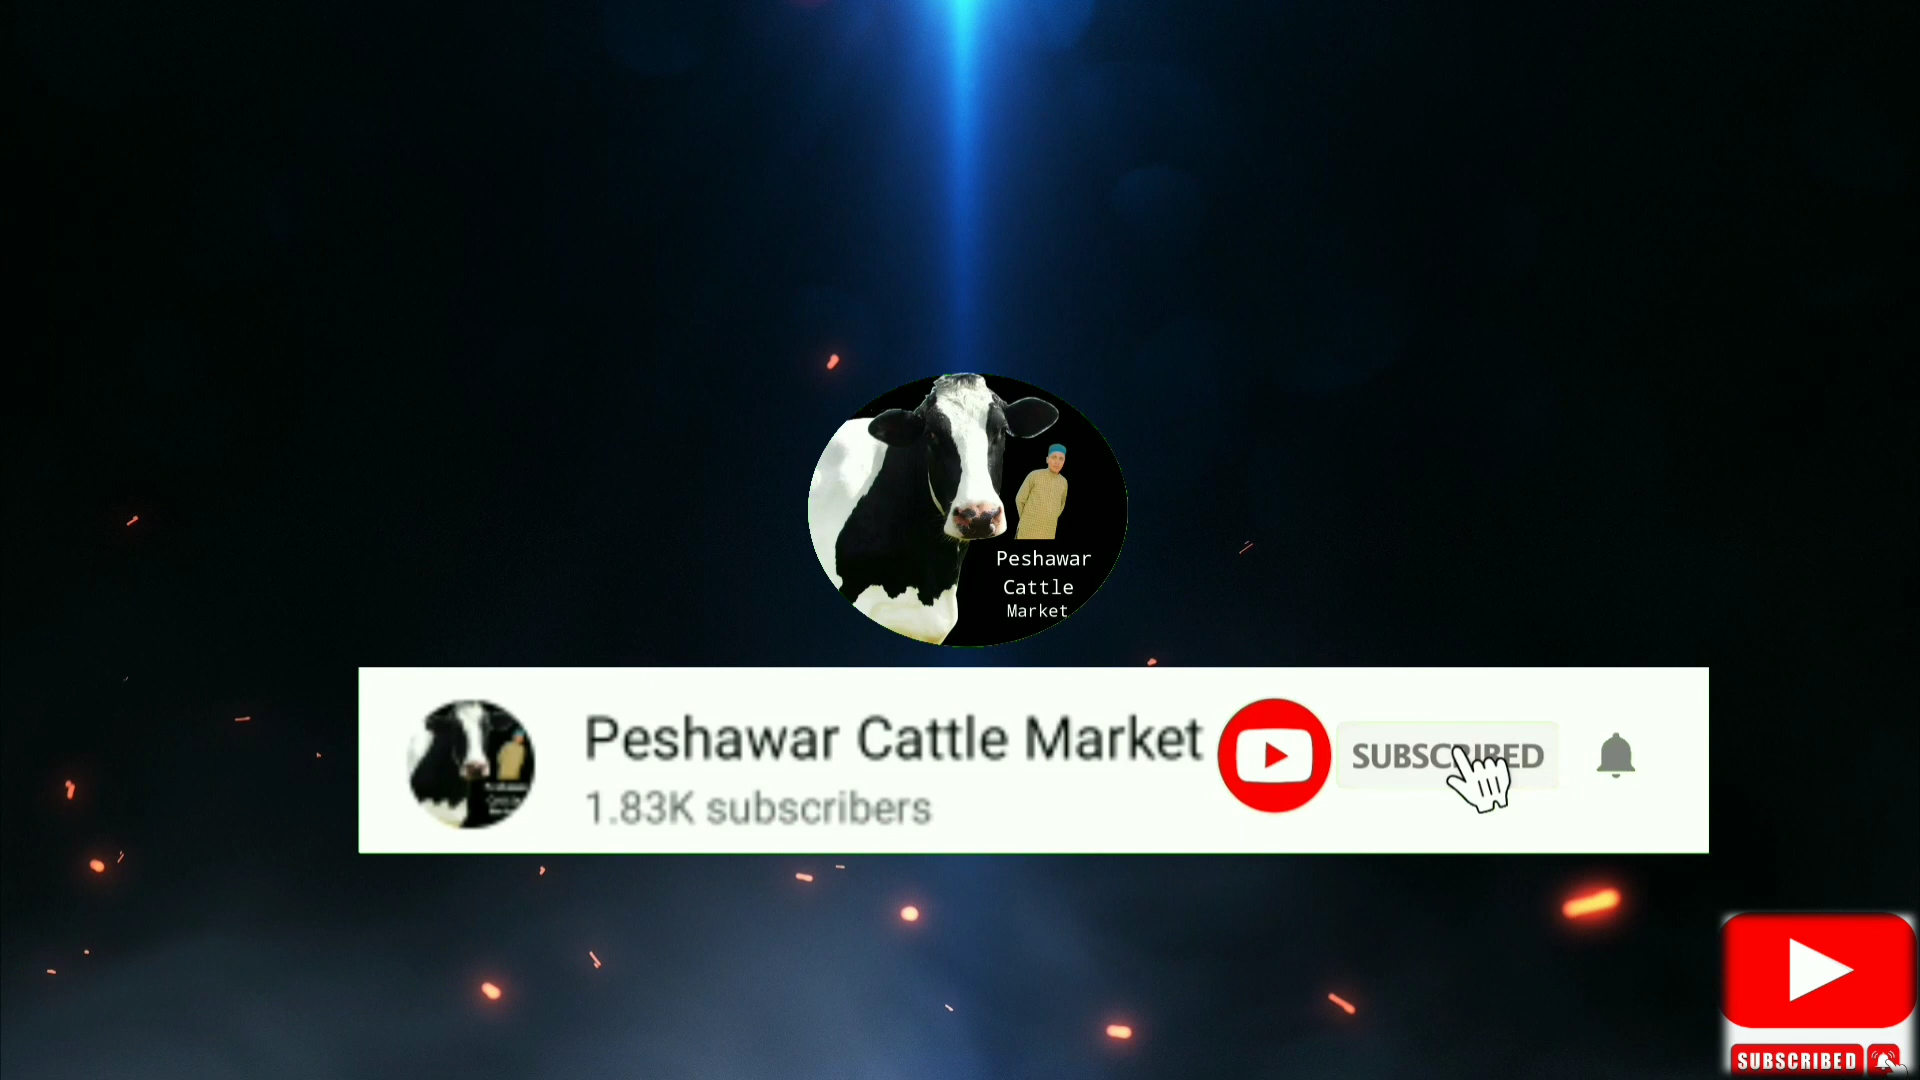 Peshawar
Cattle
Market
Peshawar Cattle Market
1.83K subscribers
SUBSCRIBED
SUBSCRIBED